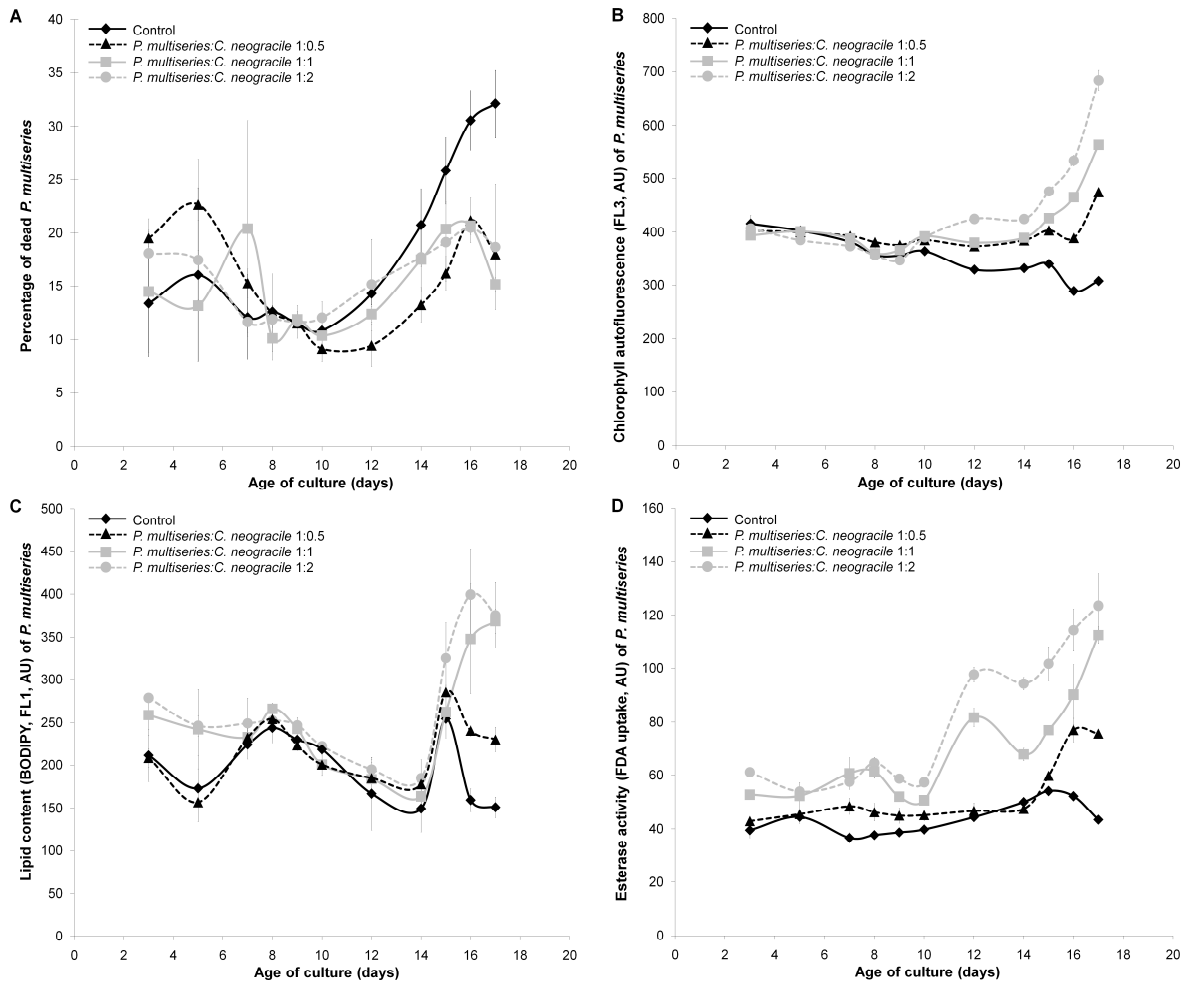 A
Percentage of dead P. multiseries
40
35
30
25
20
15
10
5
0
Control
P. multiseries:C. neogracile 1:0.5
P. multiseries:C. neogracile 1:1
P. multiseries:C. neogracile 1:2
0 2 4 6 8 10 12 14 16 18 20
Age of culture (days)
B
Chlorophyll autofluorescence (FL3, AU) of P. multiseries
800
700
600
500
400
300
200
100
0
Control
P. multiseries:C. neogracile 1:0.5
P. multiseries:C. neogracile 1:1
P. multiseries:C. neogracile 1:2
0 2 4 6 8 10 12 14 16 18 20
Age of culture (days)
C
Lipid content (BODIPY, FL1, AU) of P. multiseries
500
450
400
350
300
250
200
150
100
50
0
Control
P. multiseries:C. neogracile 1:0.5
P. multiseries:C. neogracile 1:1
P. multiseries:C. neogracile 1:2
0 2 4 6 8 10 12 14 16 18 20
Age of culture (days)
D
Esterase activity (FDA uptake, AU) of P. multiseries
160
140
120
100
80
60
40
20
0
Control
P. multiseries:C. neogracile 1:0.5
P. multiseries:C. neogracile 1:1
P. multiseries:C. neogracile 1:2
0 2 4 6 8 10 12 14 16 18 20
Age of culture (days)